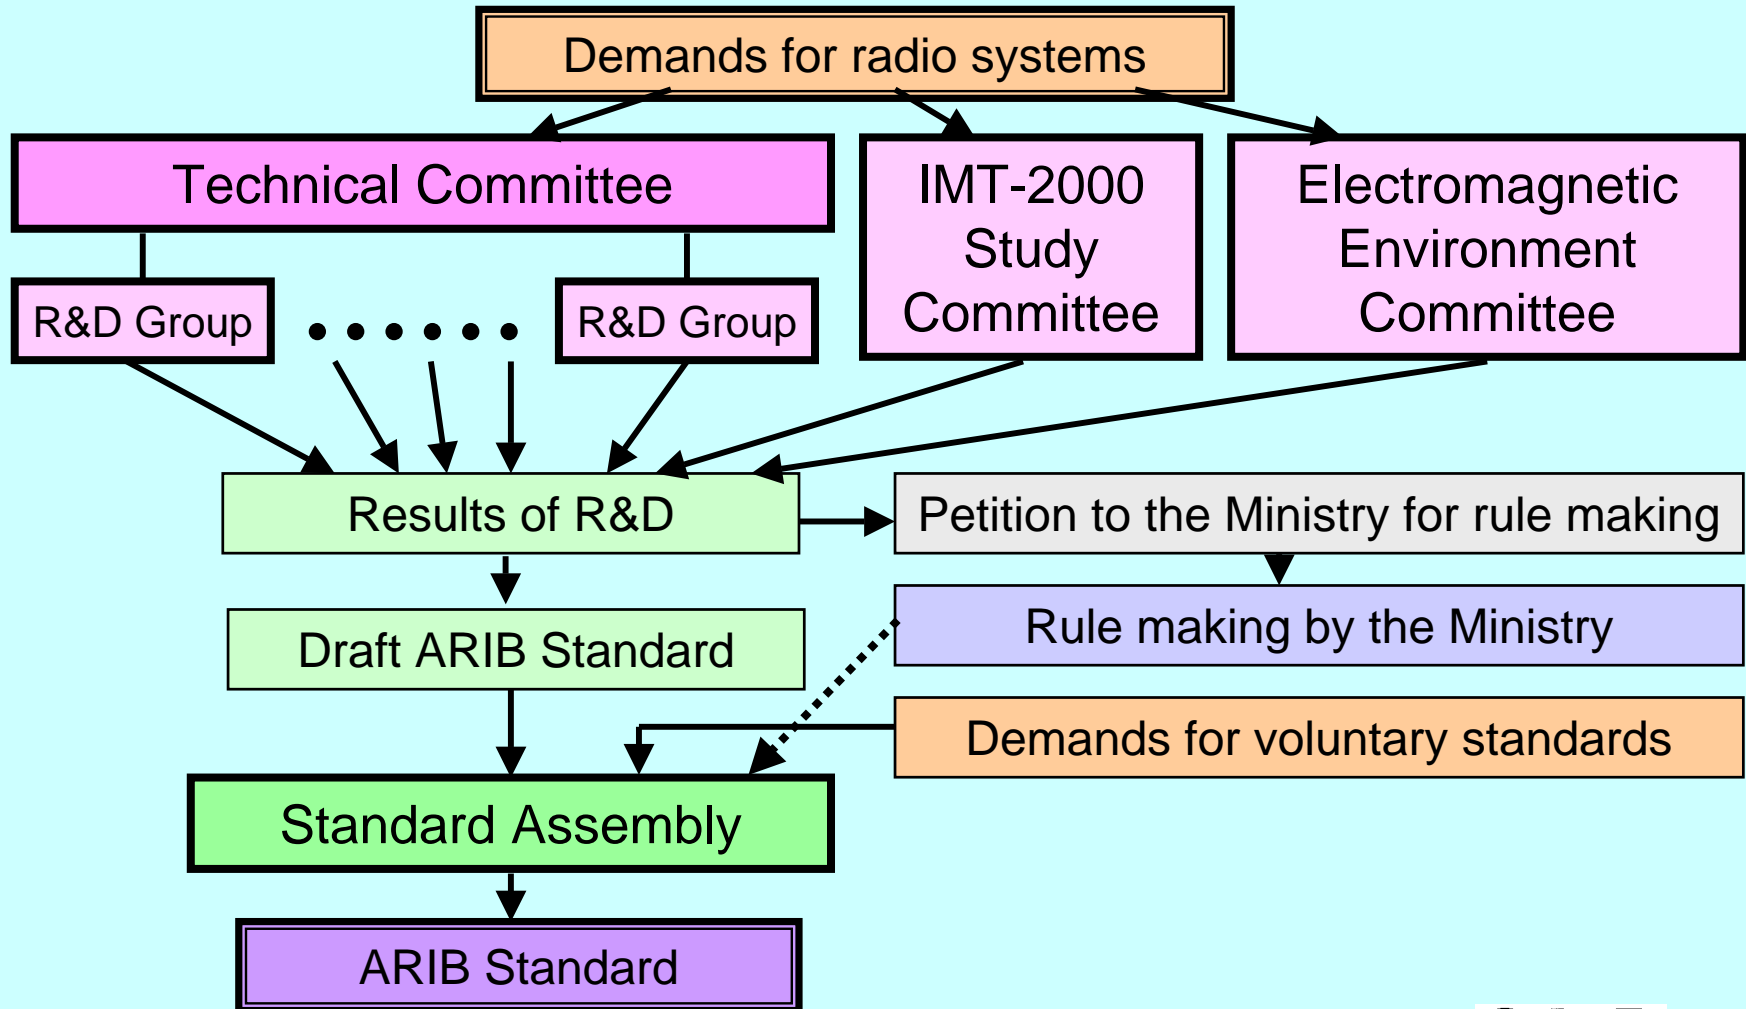 Demands for radio systems
Technical Committee
IMT-2000
Study
Committee
Electromagnetic
Environment
Committee
R&D Group
R&D Group
Results of R&D
Petition to the Ministry for rule making
Draft ARIB Standard
Rule making by the Ministry
Demands for voluntary standards
Standard Assembly
ARIB Standard